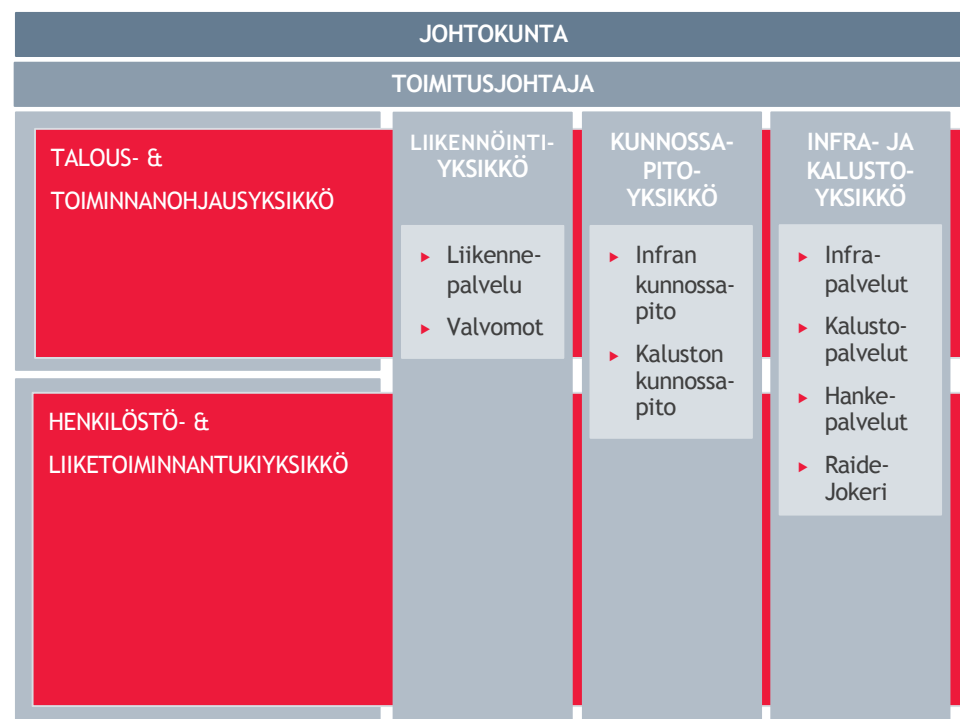 JOHTOKUNTA
TOIMITUSJOHTAJA
TALOUS- &
TOIMINNANOHJAUSYKSIKKÖ
HENKILÖSTÖ- &
LIIKETOIMINNANTUKIYKSIKKÖ
LIIKENNÖINTI-
YKSIKKÖ
▸ Liikenne-
palvelu
▸ Valvomot
KUNNOSSA-
PITO-
YKSIKKÖ
▸ Infran
kunnossa-
pito
▸ Kaluston
kunnossa-
pito
INFRA- JA
KALUSTO-
YKSIKKÖ
▸ Infra-
palvelut
▸ Kalusto-
palvelut
▸ Hanke-
palvelut
▸ Raide-
Jokeri